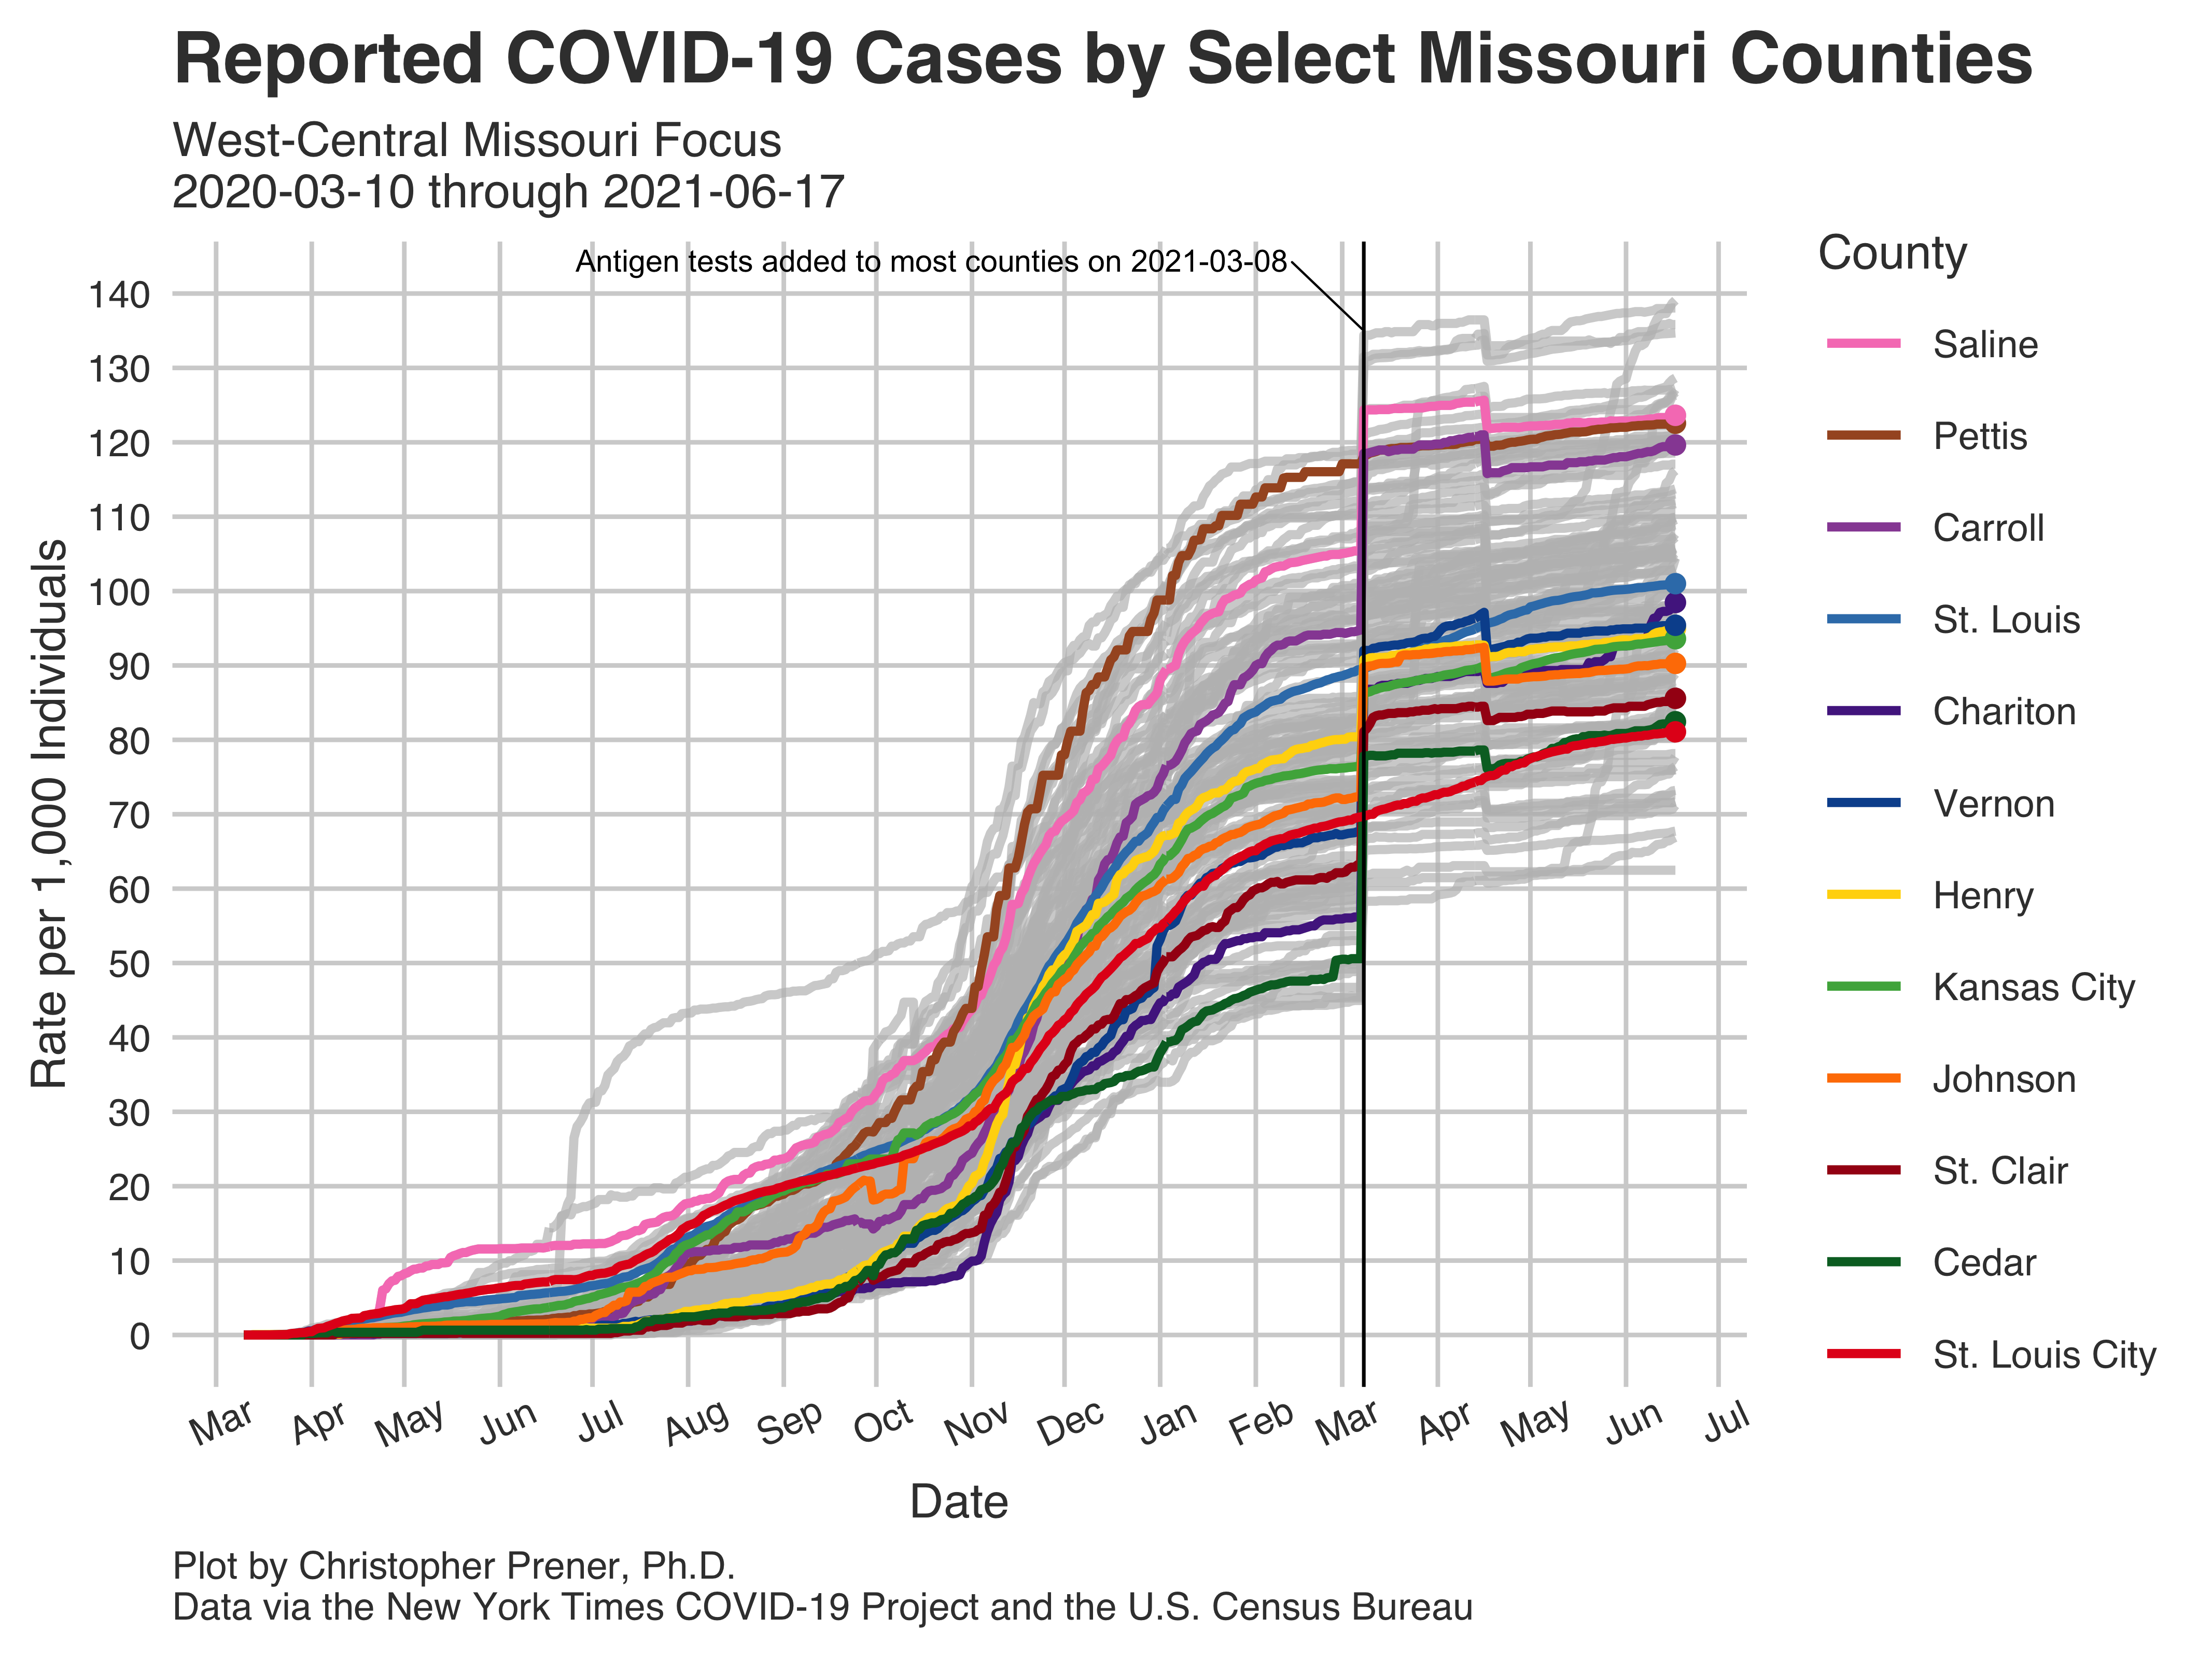 Reported COVID-19 Cases by Select Missouri Counties
West-Central Missouri Focus
2020-03-10 through 2021-06-17
Antigen tests added to most counties on 2021-03-08
Rate per 1,000 Individuals
140
130
120
110
100
90
80
70
60
50
40
30
20
10
0
Mar Apr May Jun Jul Aug Sep Oct Nov Dec Jan Feb Mar Apr May Jun Jul
Date
County
Saline
Pettis
Carroll
St. Louis
Chariton
Vernon
Henry
Kansas City
Johnson
St. Clair
Cedar
St. Louis City
Plot by Christopher Prener, Ph.D.
Data via the New York Times COVID-19 Project and the U.S. Census Bureau